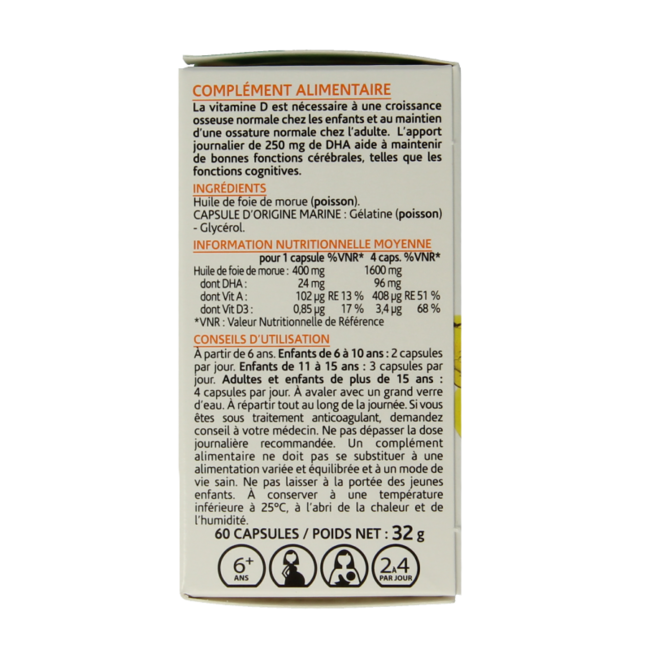 COMPLÉMENT ALIMENTAIRE
La vitamine D est nécessaire à une croissance
osseuse normale chez les enfants et au maintien
d'une ossature normale chez l'adulte. L'apport
journalier de 250 mg de DHA aide à maintenir
de bonnes fonctions cérébrales, telles que les
fonctions cognitives.
INGRÉDIENTS
Huile de foie de morue (poisson).
CAPSULE D'ORIGINE MARINE : Gélatine (poisson)
- Glycérol.
INFORMATION NUTRITIONNELLE MOYENNE
pour 1 capsule %VNR* 4 caps. %VNR*
Huile de foie de morue : 400 mg 1600 mg
dont DHA : 24 mg 96 mg
dont Vit A : 102 µg RE 13 % 408 µg RE 51 %
dont Vit D3 : 0,85 µg 17 % 3,4 µg 68 %
*VNR : Valeur Nutritionnelle de Référence
CONSEILS D'UTILISATION
À partir de 6 ans. Enfants de 6 à 10 ans : 2 capsules
par jour. Enfants de 11 à 15 ans : 3 capsules par
jour. Adultes et enfants de plus de 15 ans :
4 capsules par jour. À avaler avec un grand verre
d'eau. À répartir tout au long de la journée. Si vous
êtes sous traitement anticoagulant, demandez
conseil à votre médecin. Ne pas dépasser la dose
journalière recommandée. Un complément
alimentaire ne doit pas se substituer à une
alimentation variée et équilibrée et à un mode de
vie sain. Ne pas laisser à la portée des jeunes
enfants. À conserver à une température
inférieure à 25°C, à l'abri de la chaleur et de
l'humidité.
60 CAPSULES / POIDS NET : 32 g
6+
ANS
2 À 4
PAR JOUR